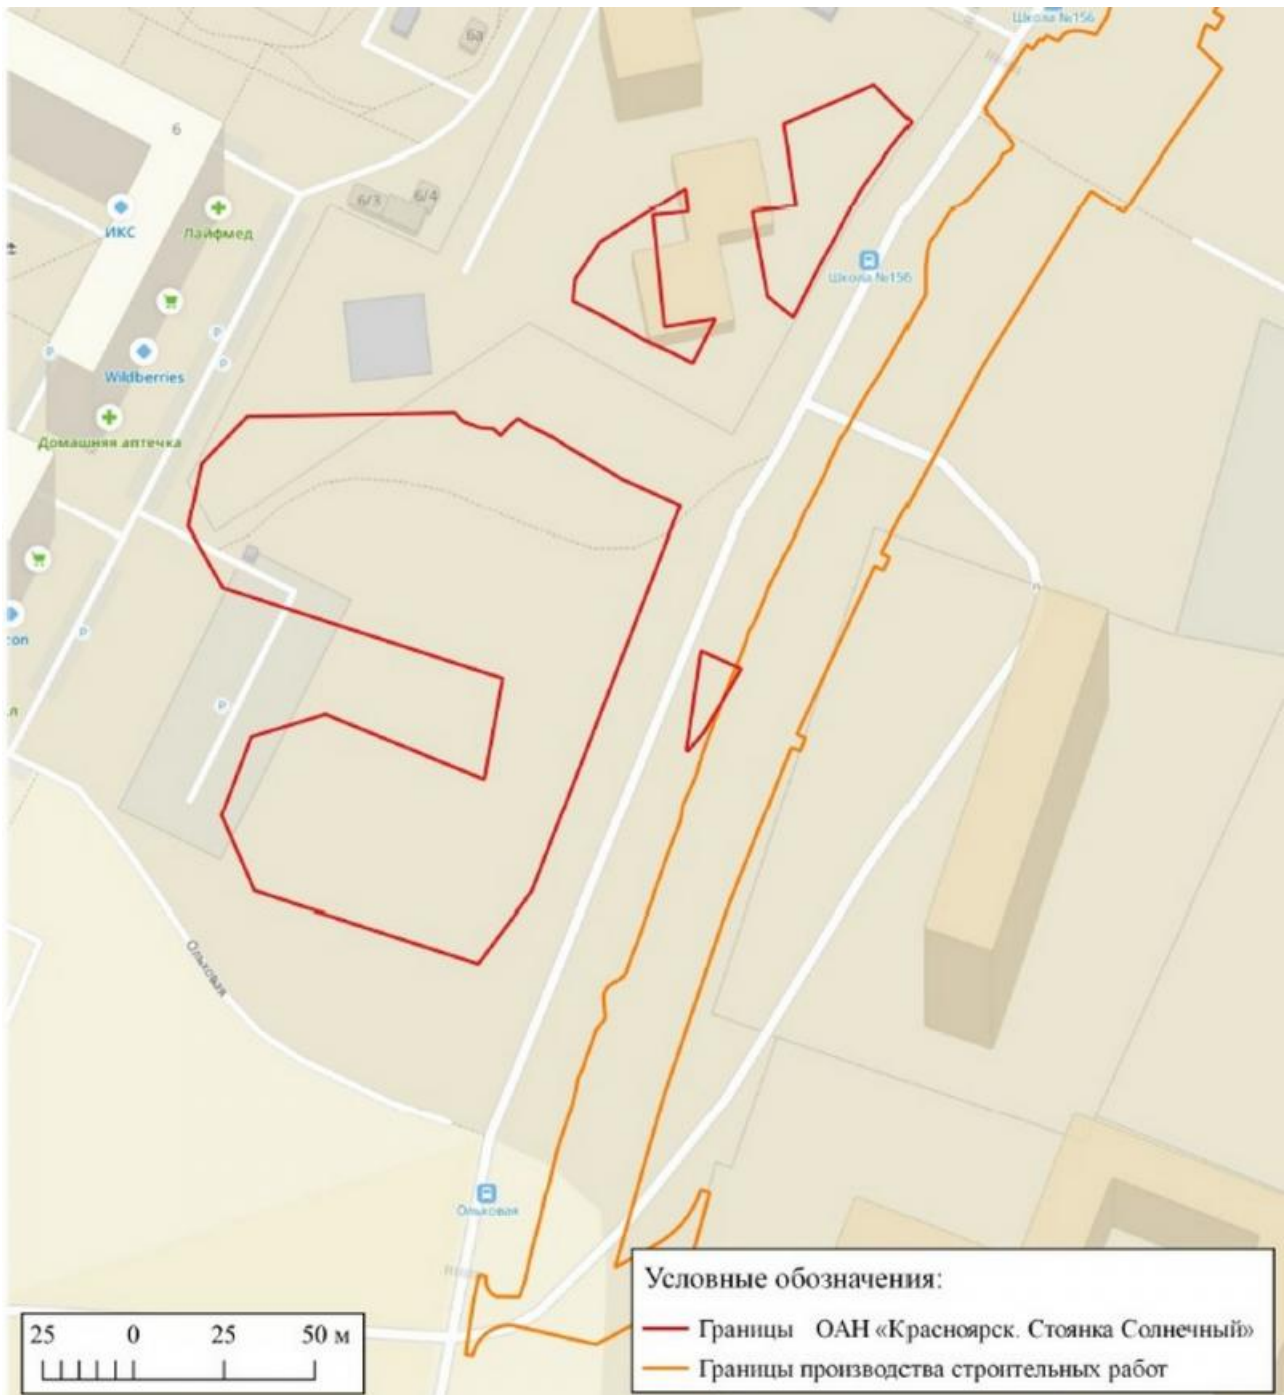 Школа №156
6а
6
6/3
6/4
ИКС
Лайфмед
Школа №156
P
P
P
Wildberries
Домашняя аптечка
con
P
P
л
Ольховая
Ольховая
Условные обозначения:
Границы ОАН «Красноярск. Стоянка Солнечный»
Границы производства строительных работ
25 0 25 50 м